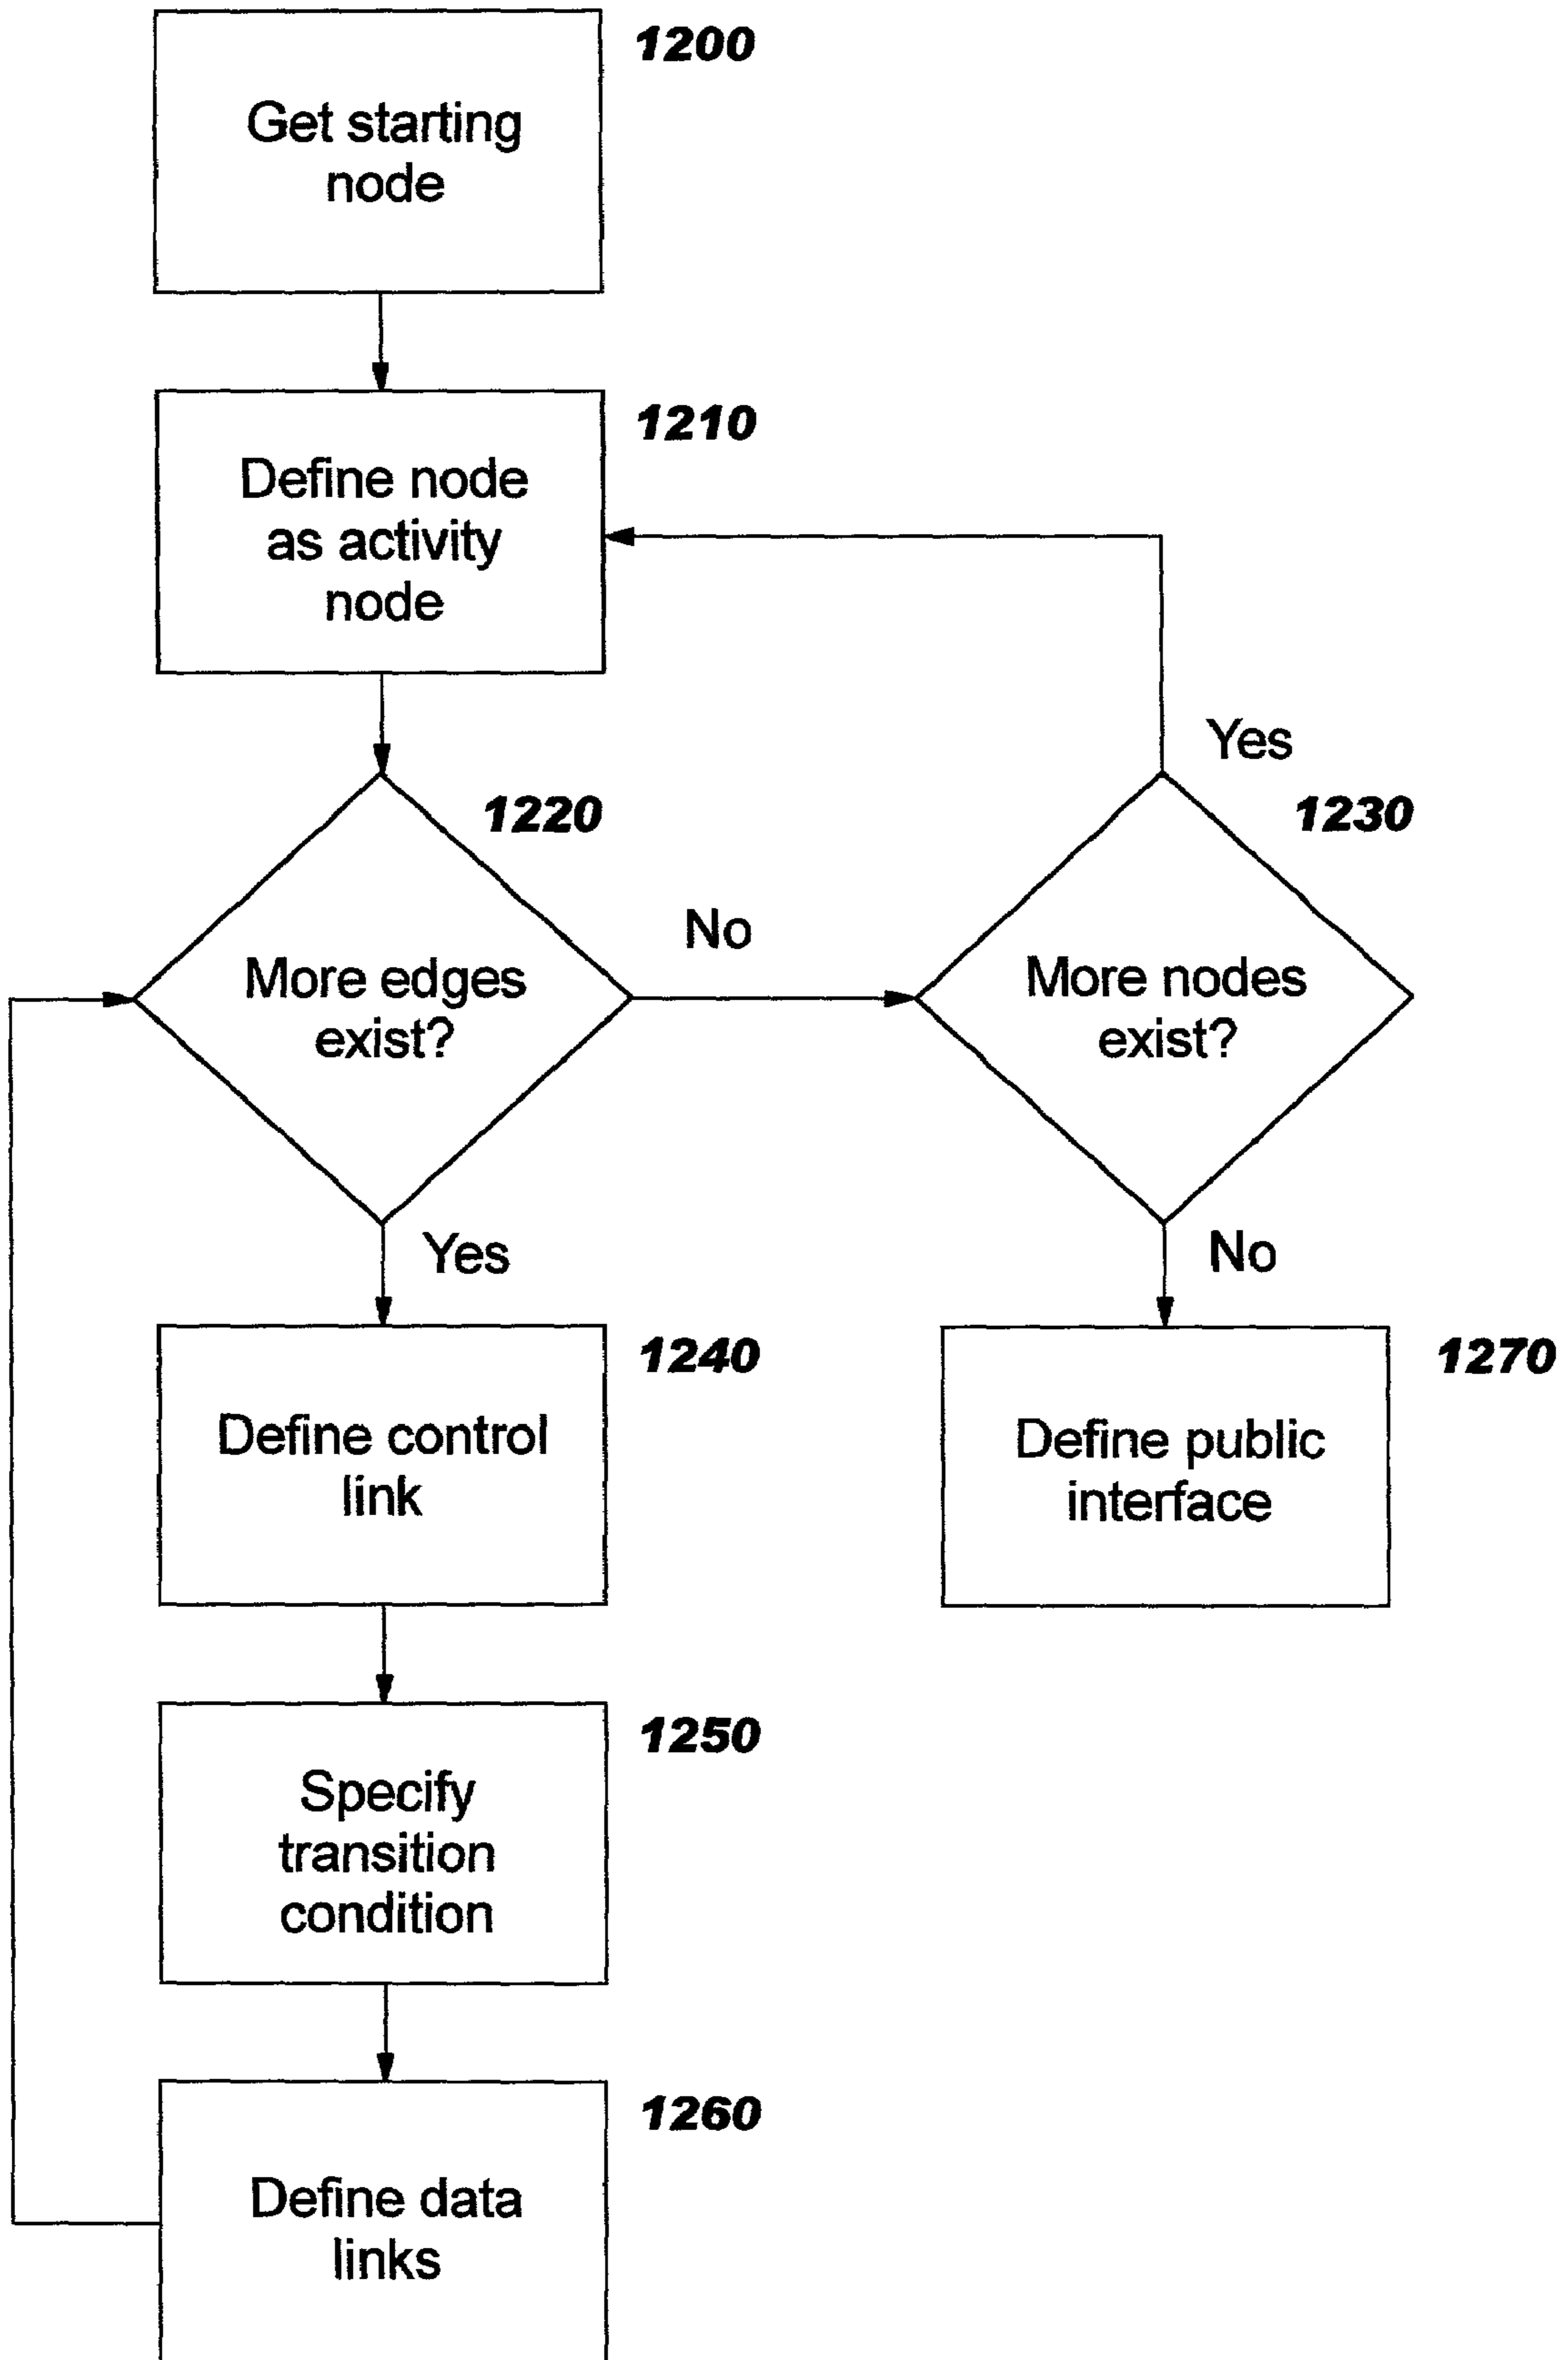 1200
Get starting
node
1210
Define node
as activity
node
Yes
1220
1230
No
More edges
exist?
More nodes
exist?
Yes
No
1240
1270
Define control
link
Define public
interface
1250
Specify
transition
condition
1260
Define data
links